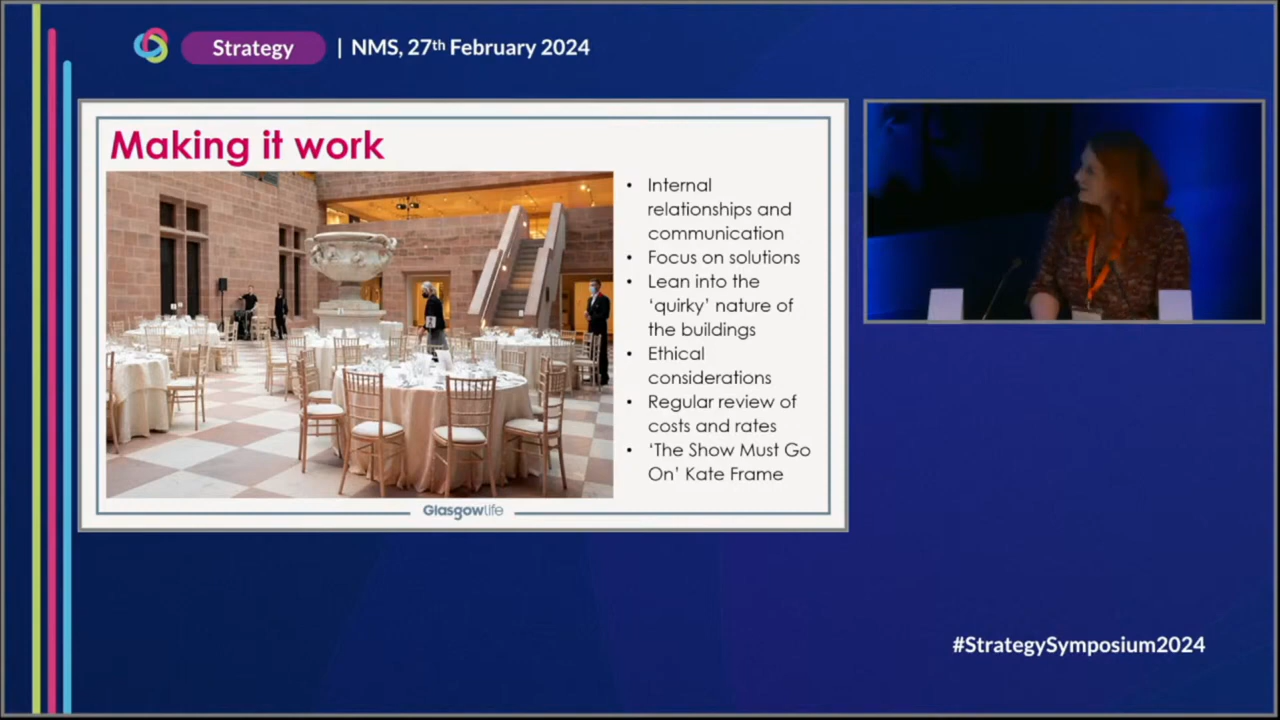 Strategy | NMS, 27th February 2024
Making it work
• Internal
relationships and
communication
• Focus on solutions
• Lean into the
‘quirky’ nature of
the buildings
• Ethical
considerations
• Regular review of
costs and rates
• ‘The Show Must Go
On’ Kate Frame
Glasgowlife
#StrategySymposium2024